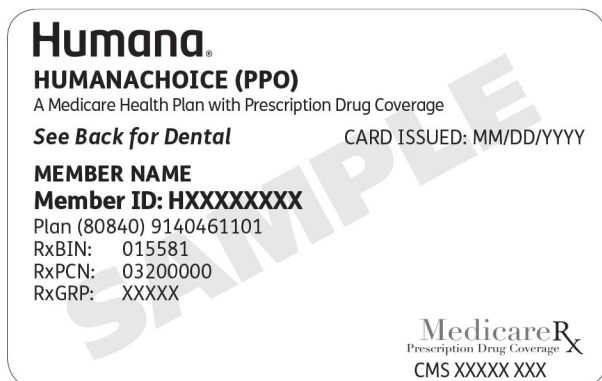 Humana®
HUMANACHOICE (PPO)
A Medicare Health Plan with Prescription Drug Coverage
See Back for Dental CARD ISSUED: MM/DD/YYYY
MEMBER NAME
Member ID: HXXXXXXXX
Plan (80840) 9140461101
RxBIN: 015581
RxPCN: 03200000
RxGRP: XXXXX
SAMPLE
MedicareRx
Prescription Drug Coverage
CMS XXXXX XXX